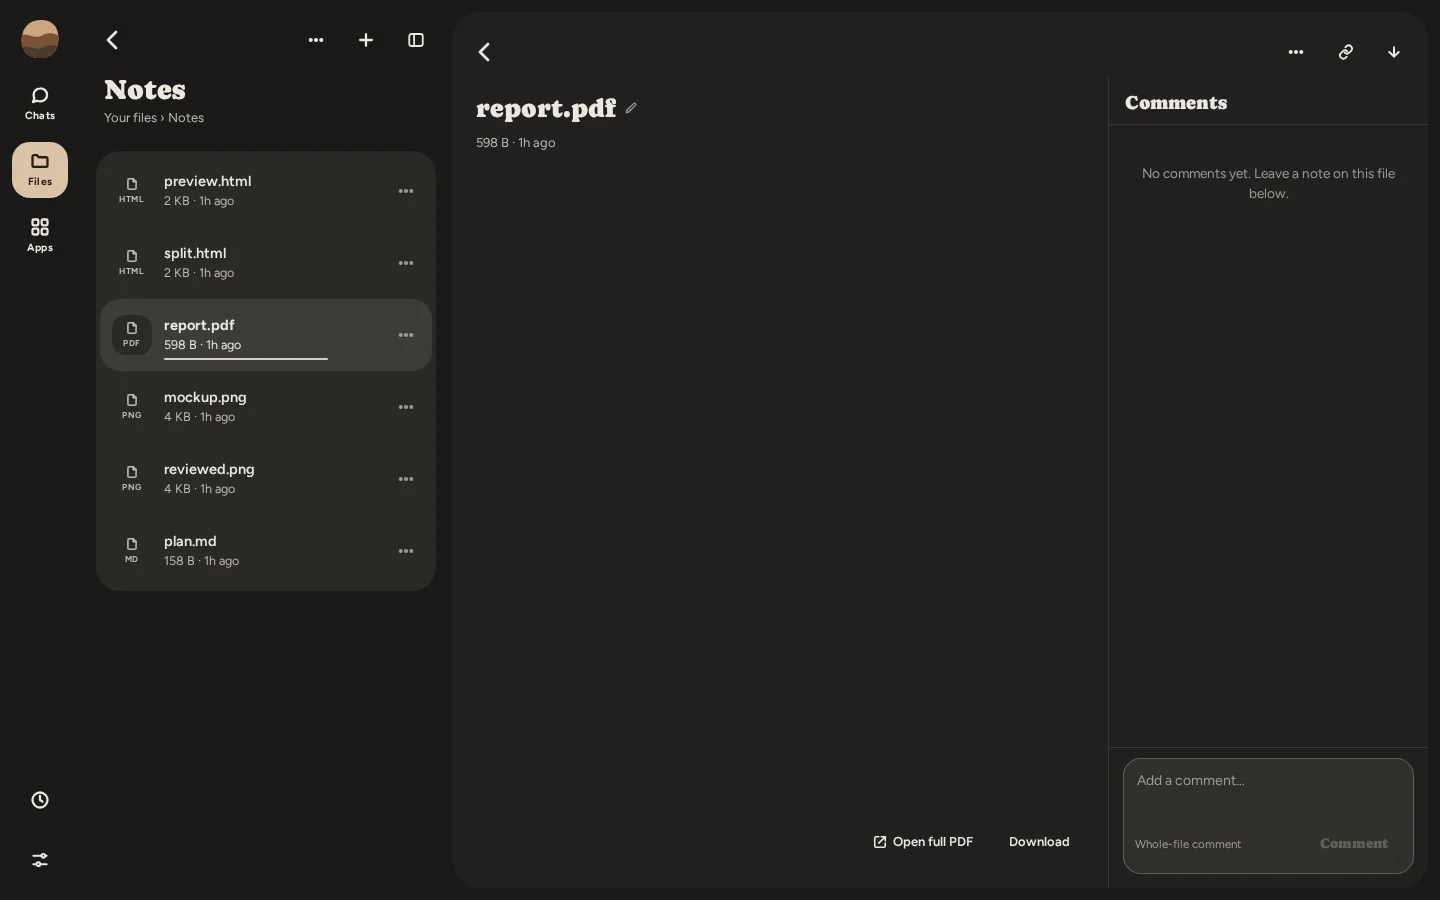 Chats
Files
Apps
Notes
Your files › Notes
HTML
preview.html
2 KB · 1h ago
HTML
split.html
2 KB · 1h ago
PDF
report.pdf
598 B · 1h ago
PNG
mockup.png
4 KB · 1h ago
PNG
reviewed.png
4 KB · 1h ago
MD
plan.md
158 B · 1h ago
report.pdf
598 B · 1h ago
Open full PDF
Download
Comments
No comments yet. Leave a note on this file
below.
Add a comment...
Whole-file comment
Comment